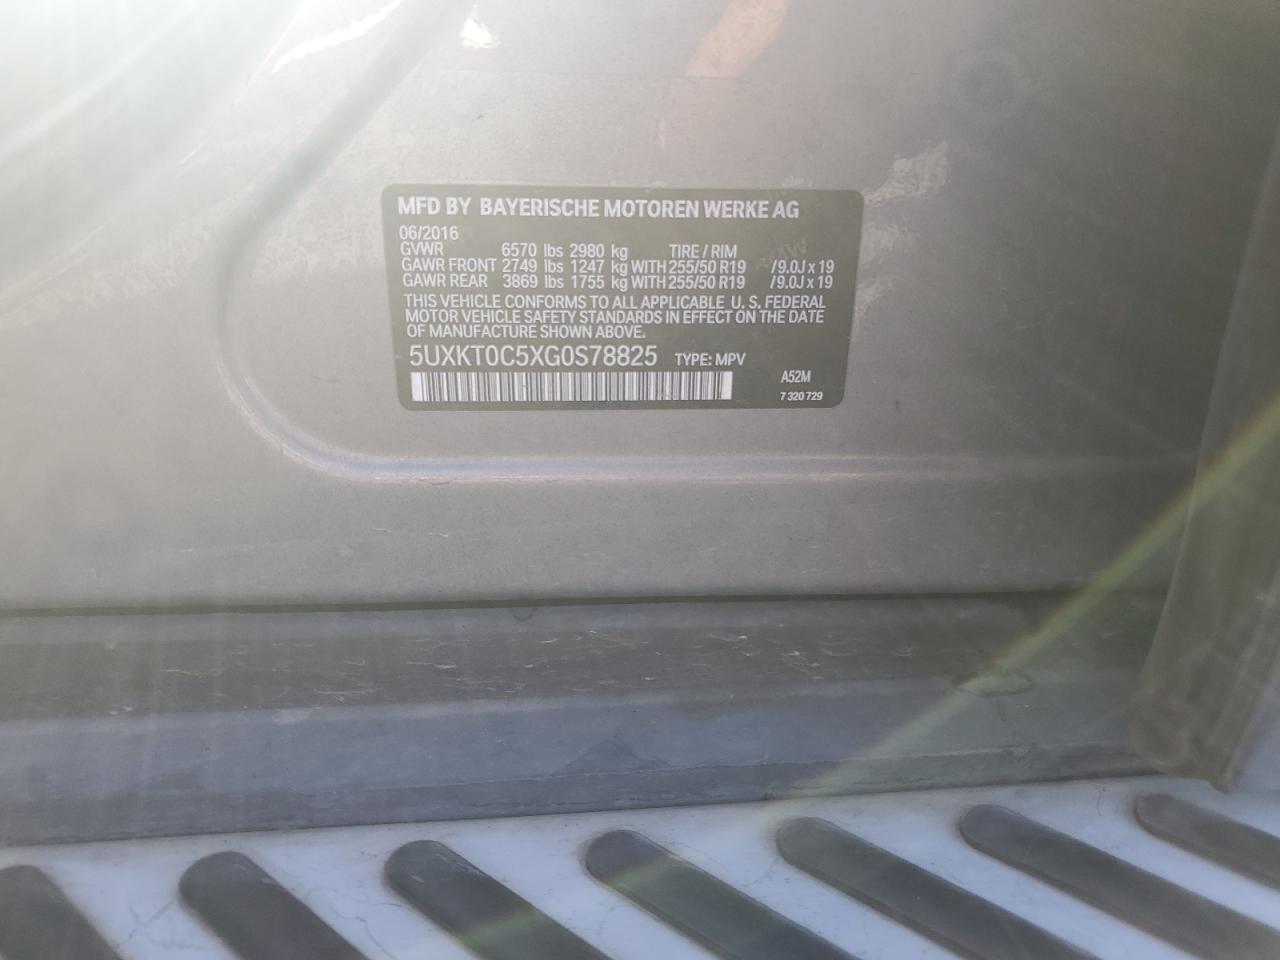 MFD BY BAYERISCHE MOTOREN WERKE AG
06/2016
GVWR 6570 lbs 2980 kg TIRE / RIM
GAWR FRONT 2749 lbs 1247 kg WITH 255/50 R19 /9.0J x 19
GAWR REAR 3869 lbs 1755 kg WITH 255/50 R19 /9.0J x 19
THIS VEHICLE CONFORMS TO ALL APPLICABLE U. S. FEDERAL
MOTOR VEHICLE SAFETY STANDARDS IN EFFECT ON THE DATE
OF MANUFACTURE SHOWN ABOVE.
5UXKT0C5XG0S78825 TYPE: MPV
A52M
7 320 729